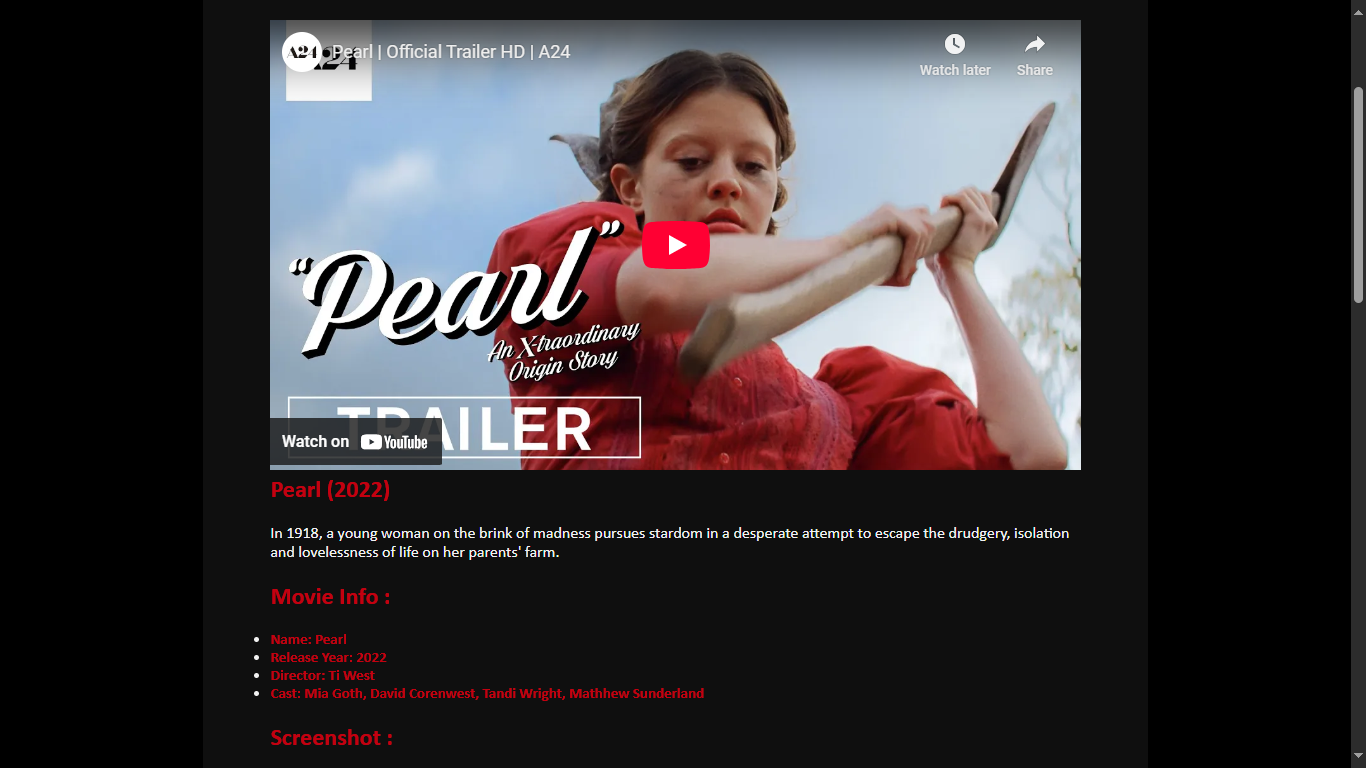 A24
Pearl | Official Trailer HD | A24
A24
Watch later
Share
"Pearl"
An X-traordinary
Origin Story
TRAILER
Watch on YouTube
Pearl (2022)
In 1918, a young woman on the brink of madness pursues stardom in a desperate attempt to escape the drudgery, isolation
and lovelessness of life on her parents' farm.
Movie Info :
Name: Pearl
Release Year: 2022
Director: Ti West
Cast: Mia Goth, David Corenwest, Tandi Wright, Mathhew Sunderland
Screenshot :